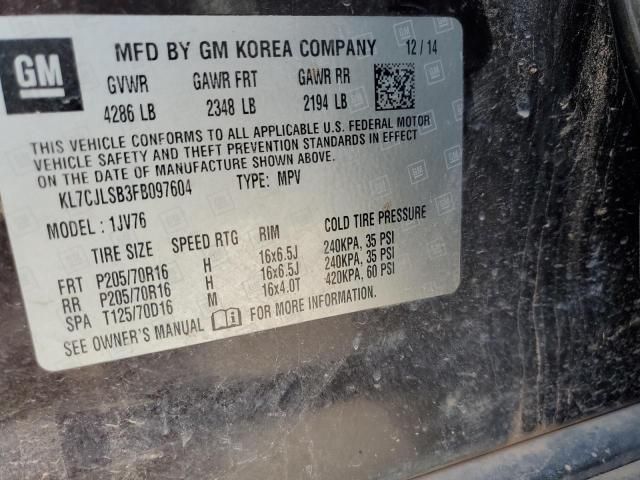 GM
MFD BY GM KOREA COMPANY 12/14
GVWR GAWR FRT GAWR RR
4286 LB 2348 LB 2194 LB
THIS VEHICLE CONFORMS TO ALL APPLICABLE U.S. FEDERAL MOTOR
VEHICLE SAFETY AND THEFT PREVENTION STANDARDS IN EFFECT
ON THE DATE OF MANUFACTURE SHOWN ABOVE.
KL7CJLSB3FB097604 TYPE: MPV
MODEL: 1JV76
TIRE SIZE SPEED RTG RIM COLD TIRE PRESSURE
FRT P205/70R16 H 16x6.5J 240KPA, 35 PSI
RR P205/70R16 H 16x6.5J 240KPA, 35 PSI
SPA T125/70D16 M 16x4.0T 420KPA, 60 PSI
SEE OWNER'S MANUAL